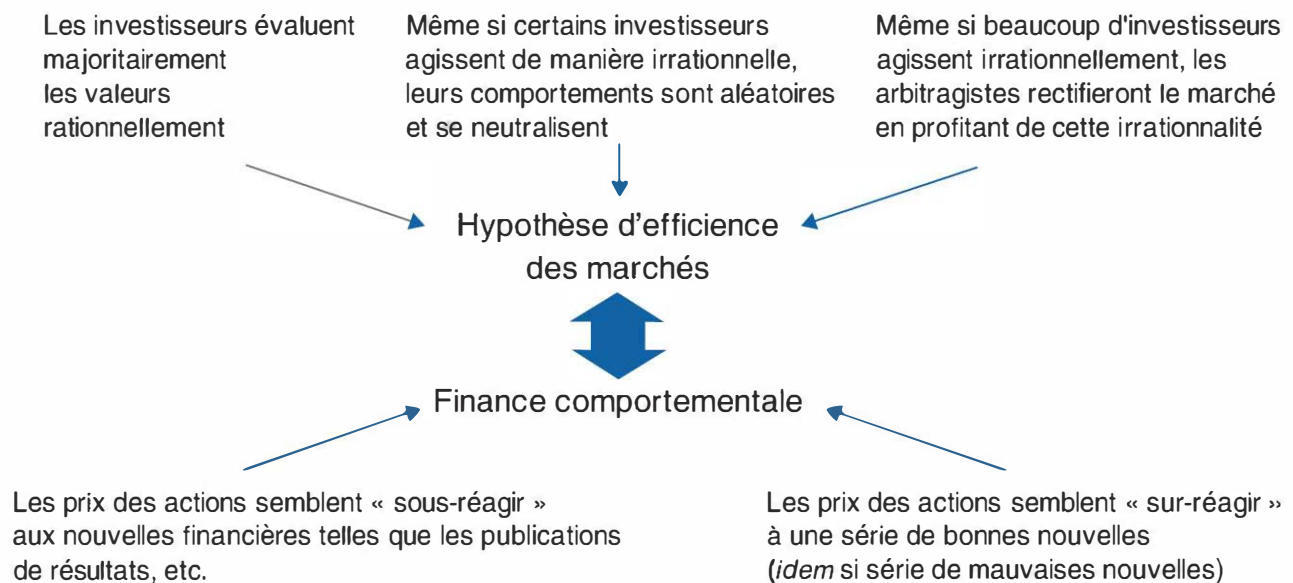 Les investisseurs évaluent
majoritairement
les valeurs
rationnellement
Même si certains investisseurs
agissent de manière irrationnelle,
leurs comportements sont aléatoires
et se neutralisent
Même si beaucoup d'investisseurs
agissent irrationnellement, les
arbitragistes rectifieront le marché
en profitant de cette irrationnalité
Hypothèse d'efficience
des marchés
Finance comportementale
Les prix des actions semblent « sous-réagir »
aux nouvelles financières telles que les publications
de résultats, etc.
Les prix des actions semblent « sur-réagir »
à une série de bonnes nouvelles
(idem si série de mauvaises nouvelles)